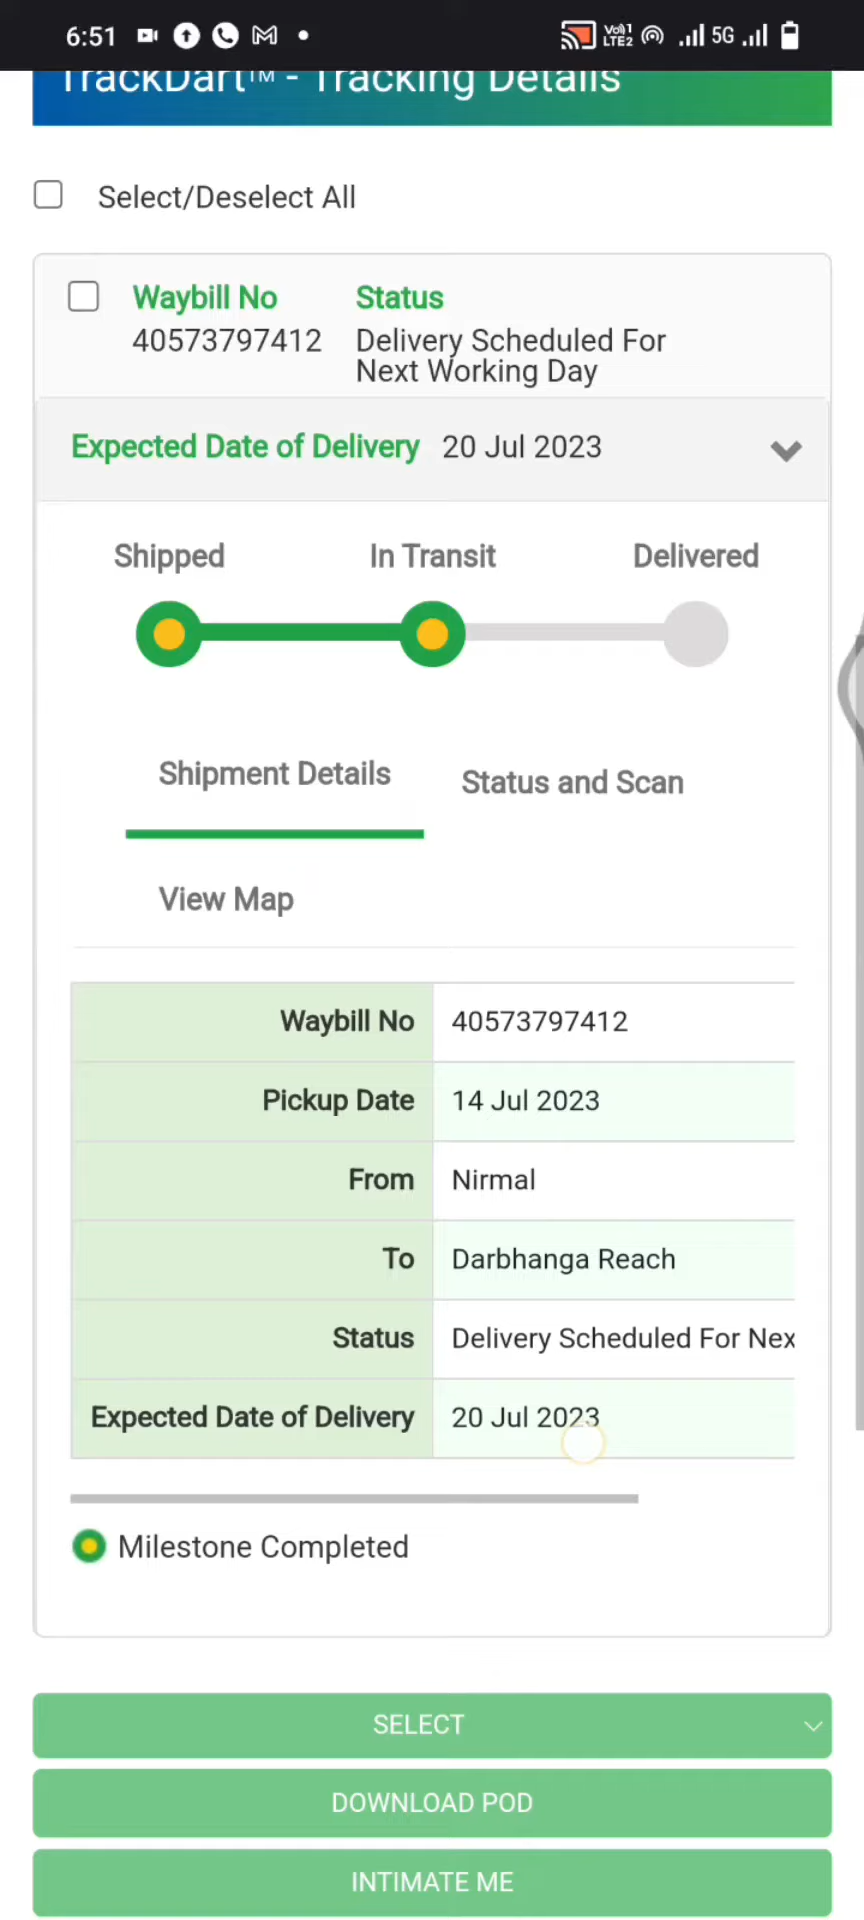 6:51
Vo)) 1
LTE2
5G
TrackDart™ - Tracking Details
Select/Deselect All
Waybill No Status
40573797412 Delivery Scheduled For
Next Working Day
Expected Date of Delivery 20 Jul 2023
Shipped In Transit Delivered
Shipment Details Status and Scan
View Map
Waybill No 40573797412
Pickup Date 14 Jul 2023
From Nirmal
To Darbhanga Reach
Status Delivery Scheduled For Nex
Expected Date of Delivery 20 Jul 2023
Milestone Completed
SELECT
DOWNLOAD POD
INTIMATE ME